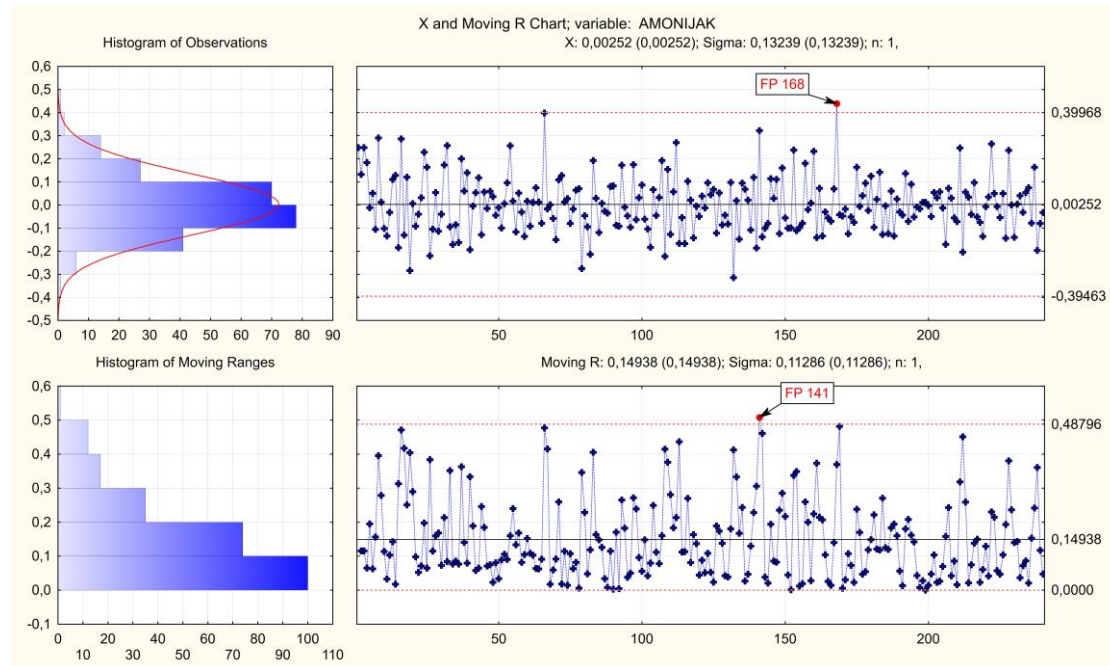 X and Moving R Chart; variable: AMONIJAK
Histogram of Observations
X: 0,00252 (0,00252); Sigma: 0,13239 (0,13239); n: 1,
0,6
0,5
0,4
0,3
0,2
0,1
0,0
-0,1
-0,2
-0,3
-0,4
-0,5
0 10 20 30 40 50 60 70 80 90
FP 168
0,39968
0,00252
-0,39463
50 100 150 200
Histogram of Moving Ranges
Moving R: 0,14938 (0,14938); Sigma: 0,11286 (0,11286); n: 1,
0,6
0,5
0,4
0,3
0,2
0,1
0,0
-0,1
0 20 40 60 80 100
10 30 50 70 90 110
FP 141
0,48796
0,14938
0,0000
50 100 150 200